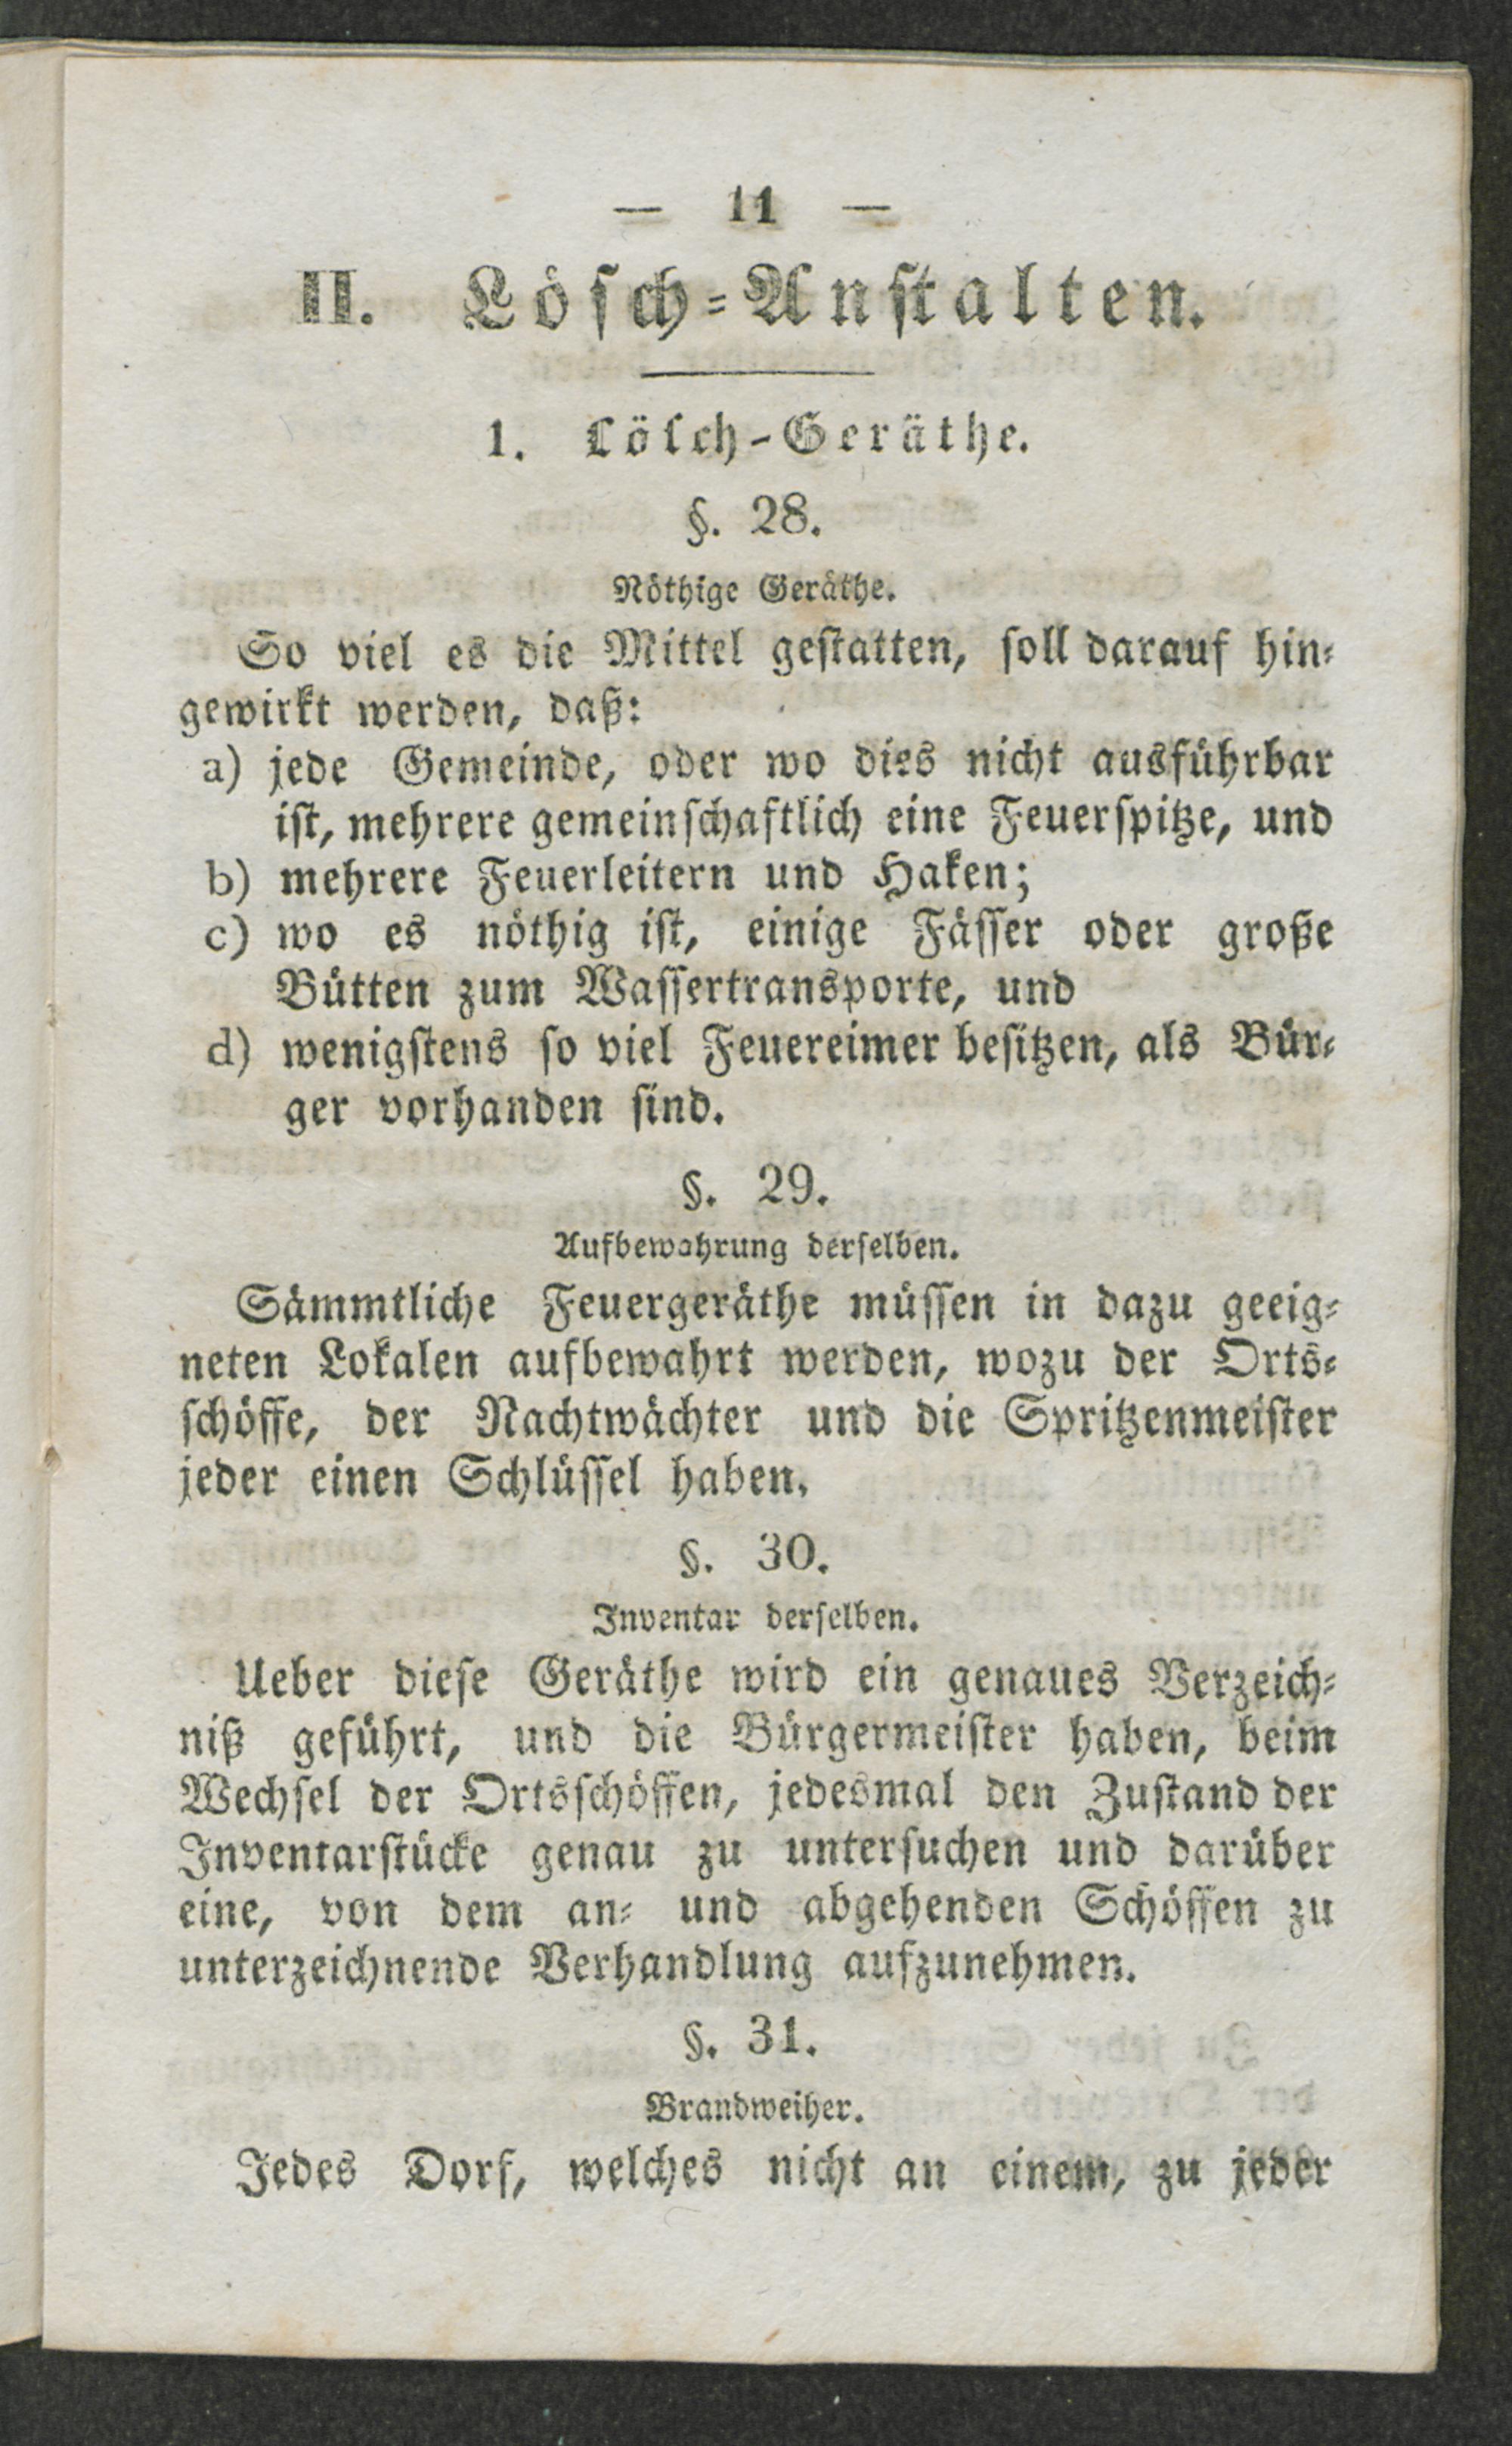 — 11 —
II. Löſch-Anſtalten.
1. Löſch-Geräthe.
§. 28.
Nöthige Geräthe.
So viel es die Mittel geſtatten, ſoll darauf hin-
gewirkt werden, daß:
a) jede Gemeinde, oder wo dies nicht ausführbar
iſt, mehrere gemeinſchaftlich eine Feuerſpitze, und
b) mehrere Feuerleitern und Haken;
c) wo es nöthig iſt, einige Fäſſer oder große
Bütten zum Waſſertransporte, und
d) wenigſtens ſo viel Feuereimer beſitzen, als Bür-
ger vorhanden ſind.
§. 29.
Aufbewahrung derſelben.
Sämmtliche Feuergeräthe müſſen in dazu geeig-
neten Lokalen aufbewahrt werden, wozu der Orts-
ſchöffe, der Nachtwächter und die Spritzenmeiſter
jeder einen Schlüſſel haben.
§. 30.
Inventar derſelben.
Ueber dieſe Geräthe wird ein genaues Verzeich-
niß geführt, und die Bürgermeiſter haben, beim
Wechſel der Ortsſchöffen, jedesmal den Zuſtand der
Inventarſtücke genau zu unterſuchen und darüber
eine, von dem an- und abgehenden Schöffen zu
unterzeichnende Verhandlung aufzunehmen.
§. 31.
Brandweiher.
Jedes Dorf, welches nicht an einem, zu jeder